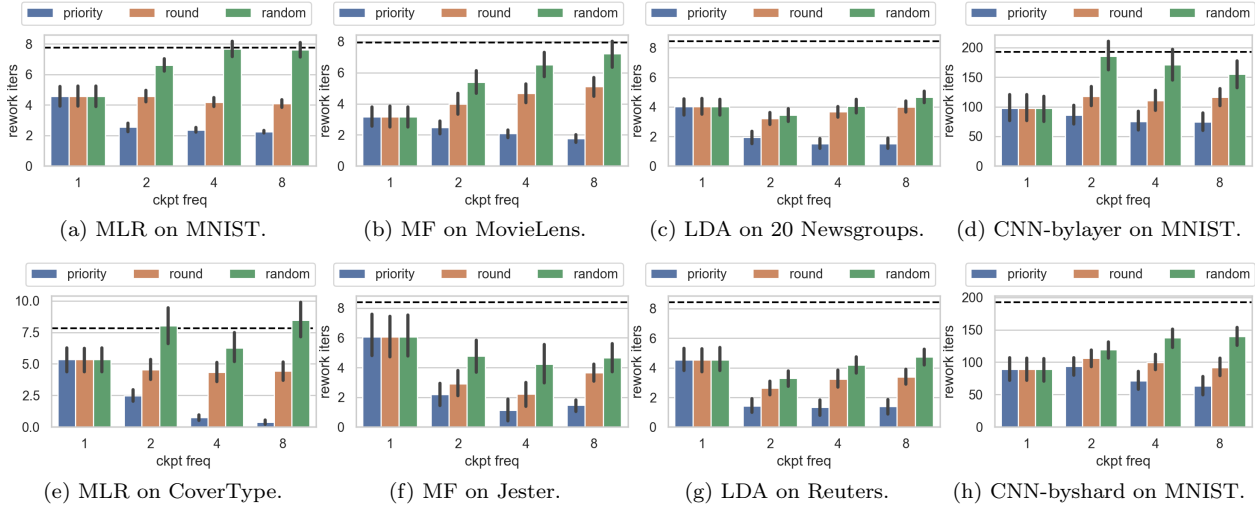 priority round random
priority round random
priority round random
priority round random
8
6
4
2
0
rework iters
1 2 4 8
ckpt freq
8
6
4
2
0
rework iters
1 2 4 8
ckpt freq
8
6
4
2
0
rework iters
1 2 4 8
ckpt freq
200
150
100
50
0
rework iters
1 2 4 8
ckpt freq
(a) MLR on MNIST.
(b) MF on MovieLens.
(c) LDA on 20 Newsgroups.
(d) CNN-bylayer on MNIST.
priority round random
priority round random
priority round random
priority round random
10.0
7.5
5.0
2.5
0.0
rework iters
1 2 4 8
ckpt freq
8
6
4
2
0
rework iters
1 2 4 8
ckpt freq
8
6
4
2
0
rework iters
1 2 4 8
ckpt freq
200
150
100
50
0
rework iters
1 2 4 8
ckpt freq
(e) MLR on CoverType.
(f) MF on Jester.
(g) LDA on Reuters.
(h) CNN-byshard on MNIST.